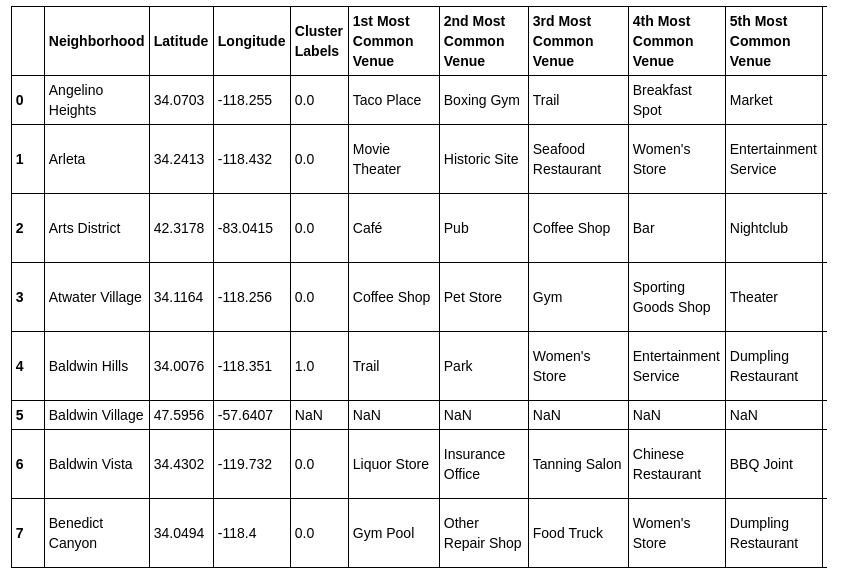 Neighborhood Latitude Longitude Cluster Labels 1st Most Common Venue 2nd Most Common Venue 3rd Most Common Venue 4th Most Common Venue 5th Most Common Venue
0 Angelino Heights 34.0703 -118.255 0.0 Taco Place Boxing Gym Trail Breakfast Spot Market
1 Arleta 34.2413 -118.432 0.0 Movie Theater Historic Site Seafood Restaurant Women's Store Entertainment Service
2 Arts District 42.3178 -83.0415 0.0 Café Pub Coffee Shop Bar Nightclub
3 Atwater Village 34.1164 -118.256 0.0 Coffee Shop Pet Store Gym Sporting Goods Shop Theater
4 Baldwin Hills 34.0076 -118.351 1.0 Trail Park Women's Store Entertainment Service Dumpling Restaurant
5 Baldwin Village 47.5956 -57.6407 NaN NaN NaN NaN NaN NaN
6 Baldwin Vista 34.4302 -119.732 0.0 Liquor Store Insurance Office Tanning Salon Chinese Restaurant BBQ Joint
7 Benedict Canyon 34.0494 -118.4 0.0 Gym Pool Other Repair Shop Food Truck Women's Store Dumpling Restaurant